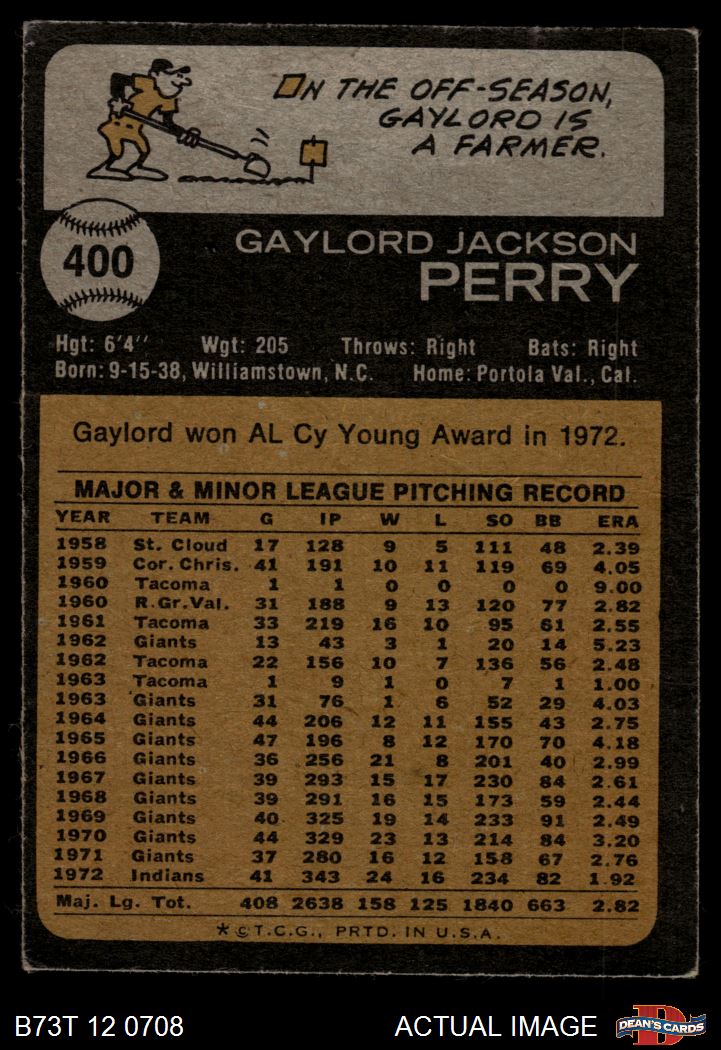 ON THE OFF-SEASON,
GAYLORD IS
A FARMER.
400
GAYLORD JACKSON
PERRY
Hgt: 6'4" Wgt: 205 Throws: Right Bats: Right
Born: 9-15-38, Williamstown, N.C. Home: Portola Val., Cal.
Gaylord won AL Cy Young Award in 1972.
MAJOR & MINOR LEAGUE PITCHING RECORD
YEAR TEAM G IP W L SO BB ERA
1958 St. Cloud 17 128 9 5 111 48 2.39
1959 Cor. Chris. 41 191 10 11 119 69 4.05
1960 Tacoma 1 1 0 0 0 0 9.00
1960 R.Gr.Val. 31 188 9 13 120 77 2.82
1961 Tacoma 33 219 16 10 95 61 2.55
1962 Giants 13 43 3 1 20 14 5.23
1962 Tacoma 22 156 10 7 136 56 2.48
1963 Tacoma 1 9 1 0 7 1 1.00
1963 Giants 31 76 1 6 52 29 4.03
1964 Giants 44 206 12 11 155 43 2.75
1965 Giants 47 196 8 12 170 70 4.18
1966 Giants 36 256 21 8 201 40 2.99
1967 Giants 39 293 15 17 230 84 2.61
1968 Giants 39 291 16 15 173 59 2.44
1969 Giants 40 325 19 14 233 91 2.49
1970 Giants 44 329 23 13 214 84 3.20
1971 Giants 37 280 16 12 158 67 2.76
1972 Indians 41 343 24 16 234 82 1.92
Maj. Lg. Tot. 408 2638 158 125 1840 663 2.82
*©T.C.G., PRTD. IN U.S.A.
B73T 12 0708 ACTUAL IMAGE DEAN'S CARDS